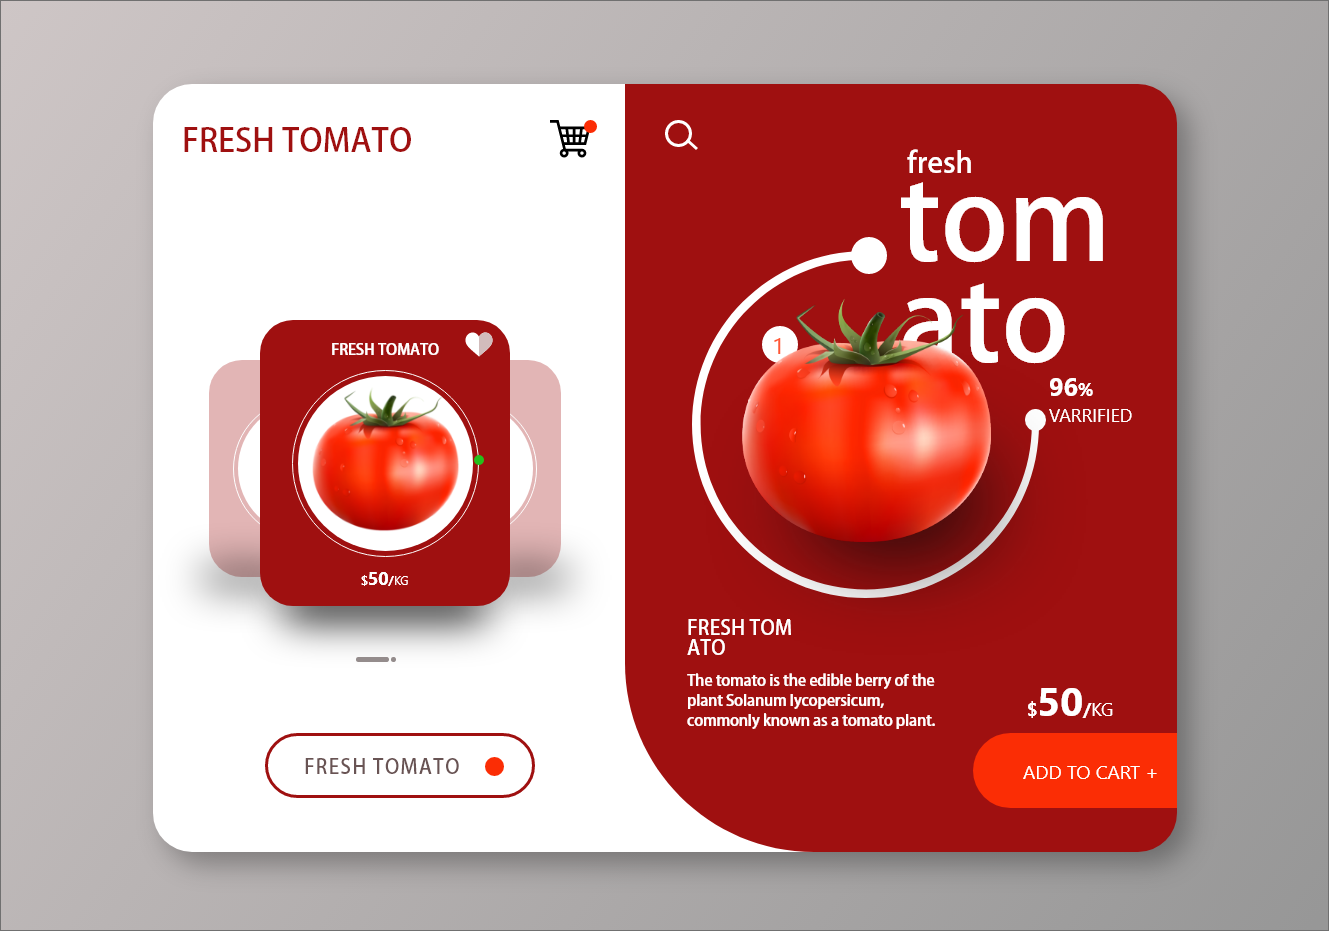 FRESH TOMATO
FRESH TOMATO
$50/KG
FRESH TOMATO
fresh
tom
ato
1
96%
VARRIFIED
FRESH TOM
ATO
The tomato is the edible berry of the
plant Solanum lycopersicum,
commonly known as a tomato plant.
$50/KG
ADD TO CART +